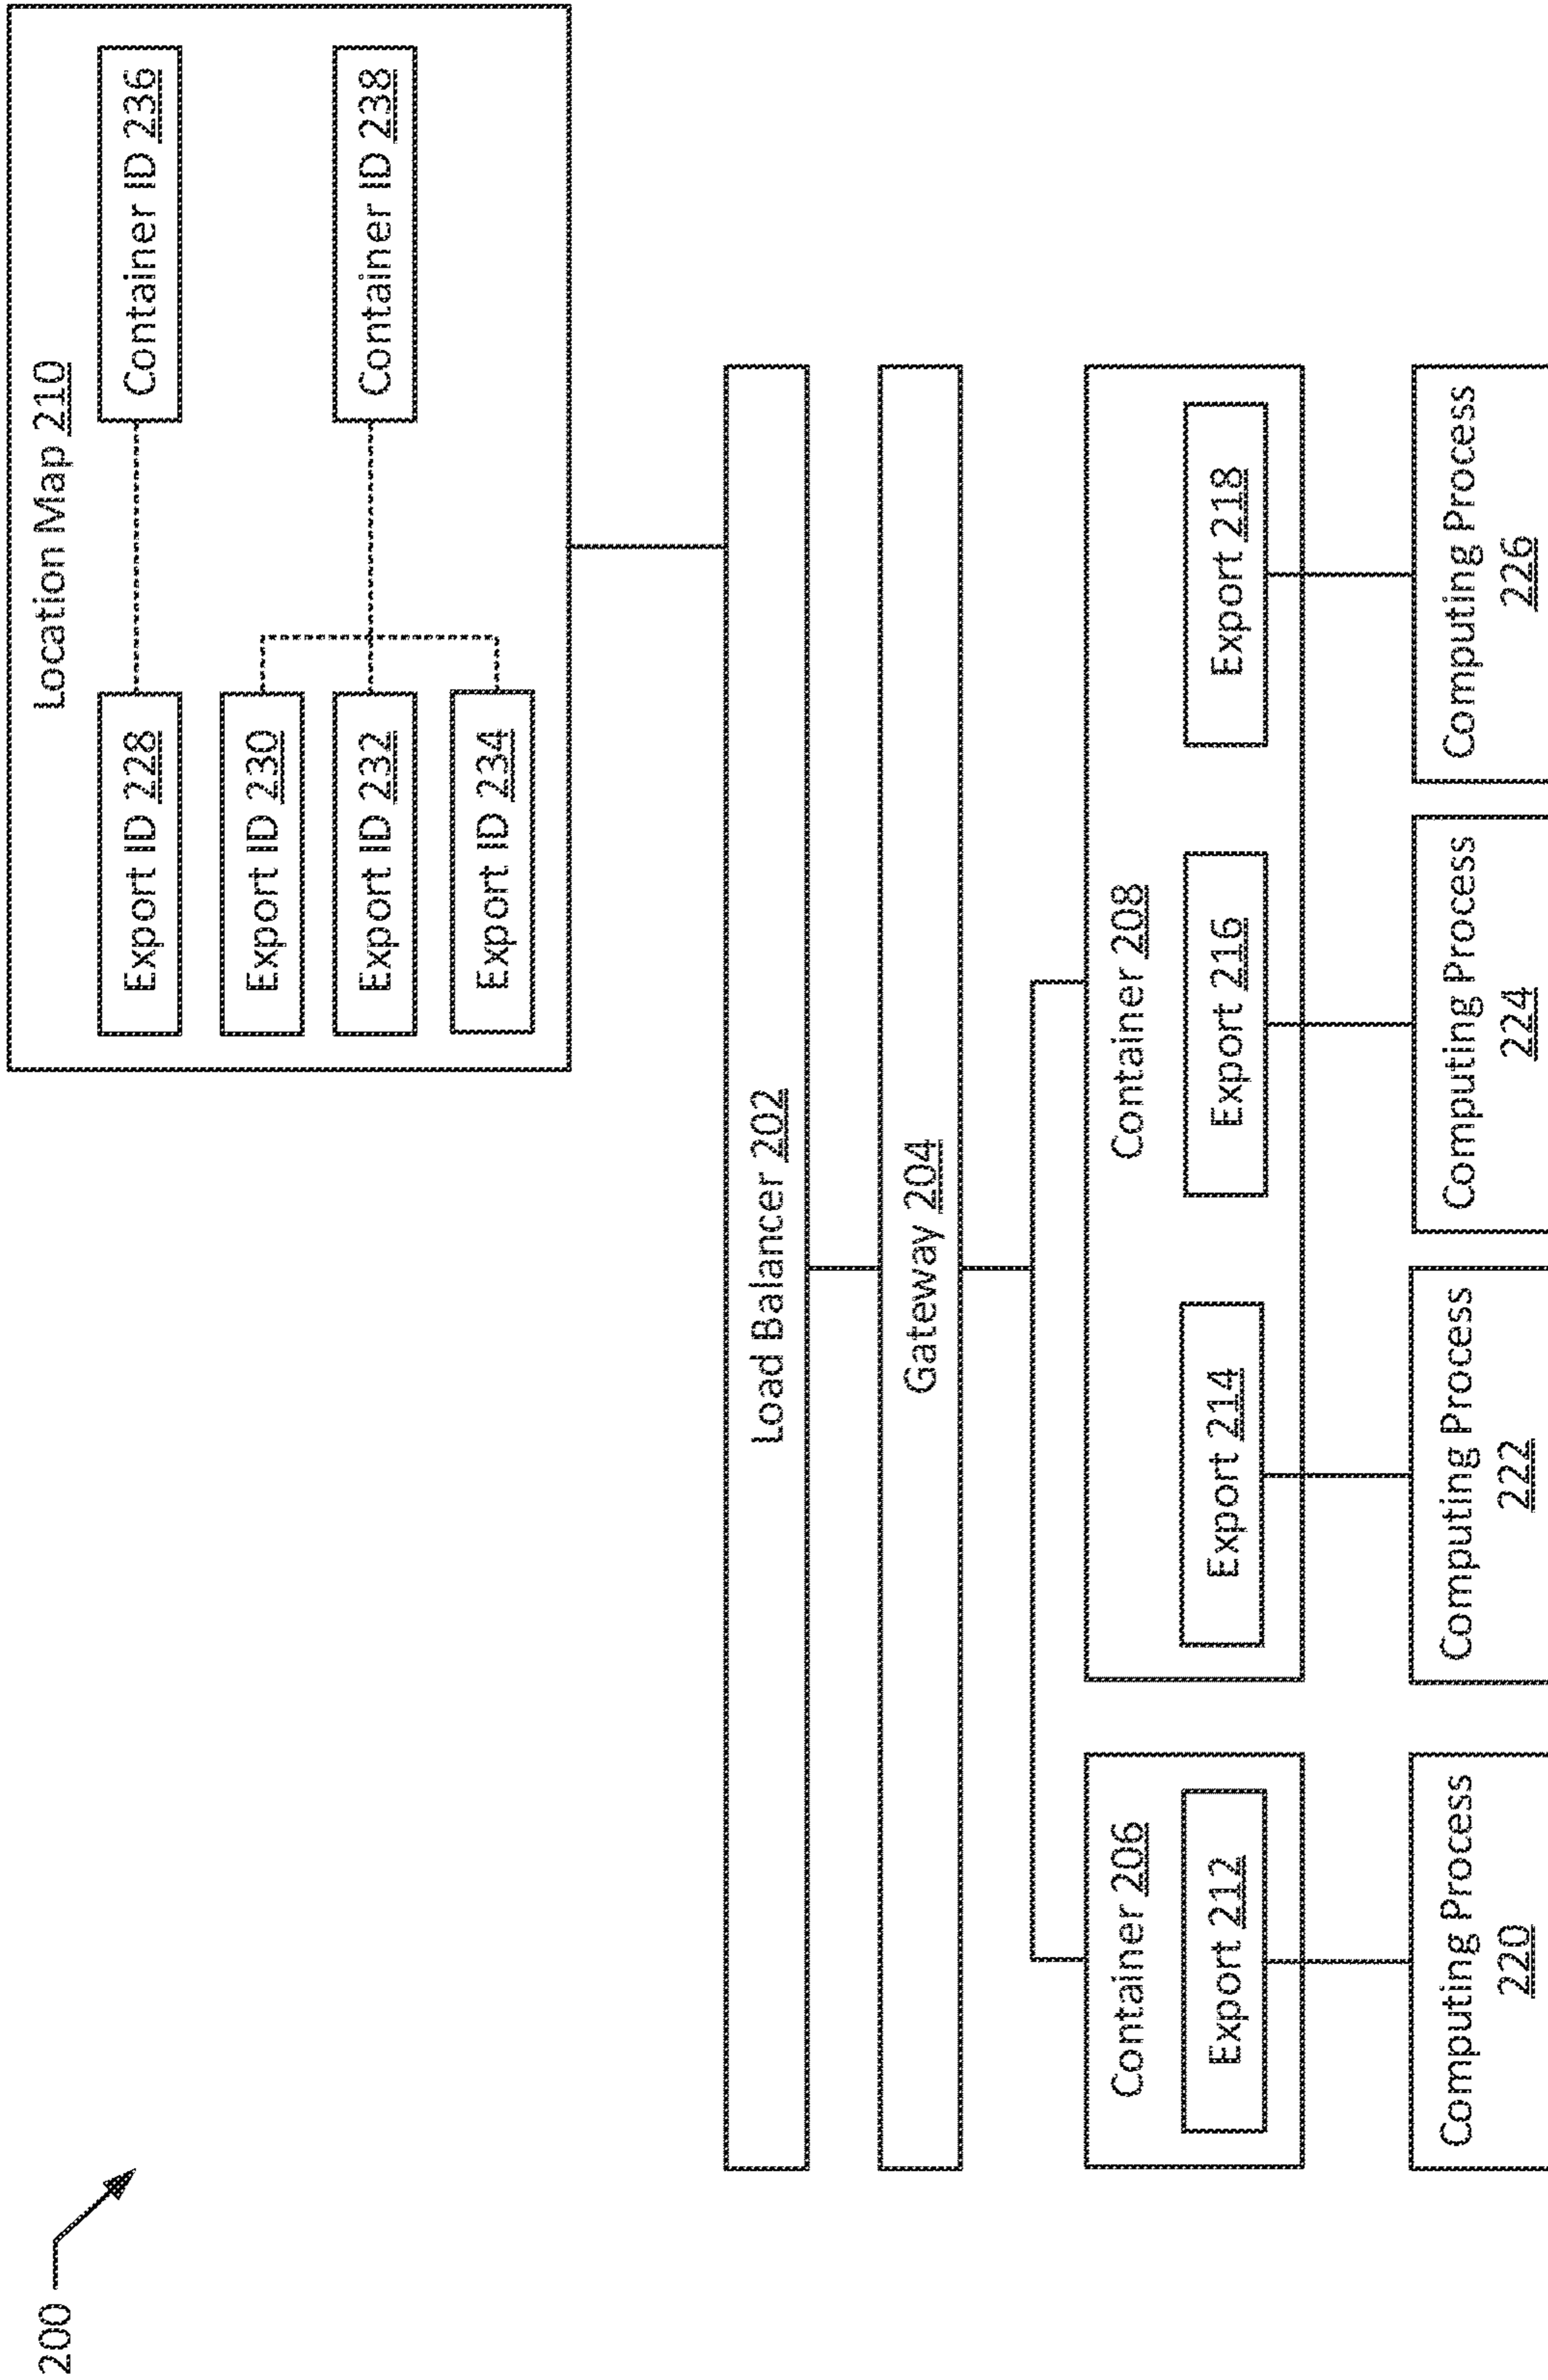 200
Location Map 210
Export ID 228
Container ID 236
Export ID 230
Export ID 232
Container ID 238
Export ID 234
Load Balancer 202
Gateway 204
Container 206
Container 208
Export 212
Export 214
Export 216
Export 218
Computing Process
220
Computing Process
222
Computing Process
224
Computing Process
226